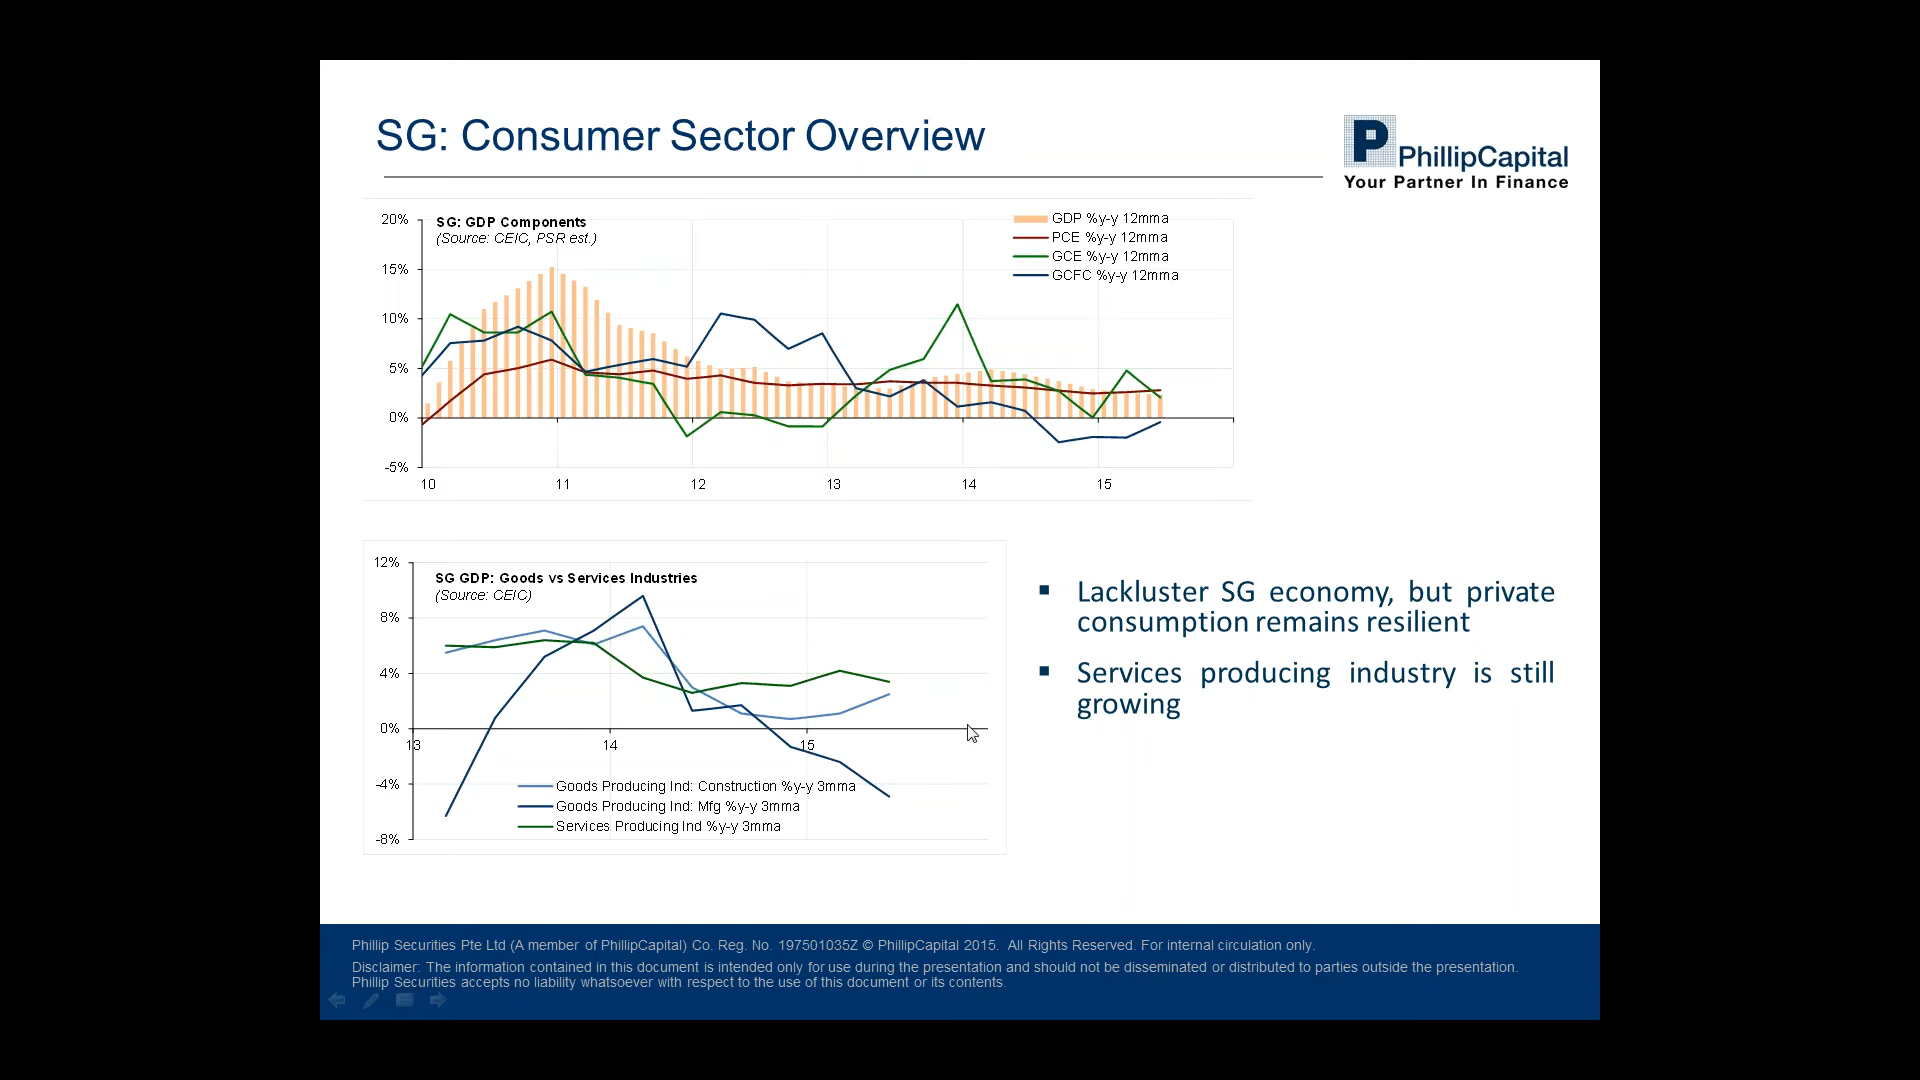 SG: Consumer Sector Overview
P
PhillipCapital
Your Partner In Finance
SG: GDP Components
(Source: CEIC, PSR est.)
GDP %y-y 12mma
PCE %y-y 12mma
GCE %y-y 12mma
GCFC %y-y 12mma
20%
15%
10%
5%
0%
-5%
10 11 12 13 14 15
SG GDP: Goods vs Services Industries
(Source: CEIC)
12%
8%
4%
0%
-4%
-8%
13 14 15
Goods Producing Ind: Construction %y-y 3mma
Goods Producing Ind: Mfg %y-y 3mma
Services Producing Ind %y-y 3mma
▪ Lackluster SG economy, but private
consumption remains resilient
▪ Services producing industry is still
growing
Phillip Securities Pte Ltd (A member of PhillipCapital) Co. Reg. No. 197501035Z © PhillipCapital 2015. All Rights Reserved. For internal circulation only.
Disclaimer: The information contained in this document is intended only for use during the presentation and should not be disseminated or distributed to parties outside the presentation.
Phillip Securities accepts no liability whatsoever with respect to the use of this document or its contents.